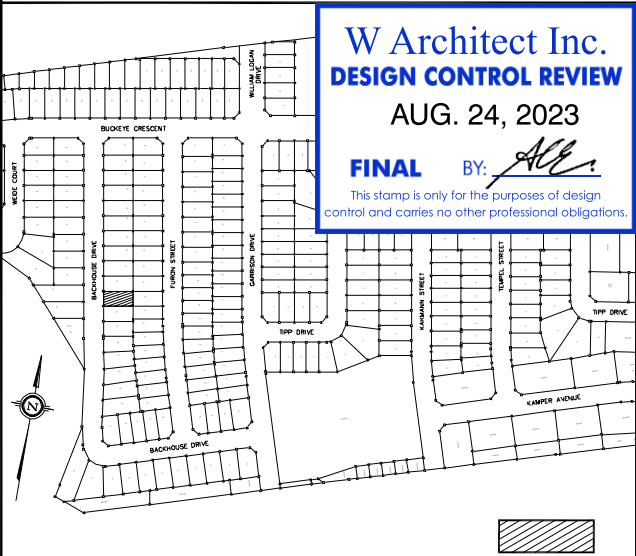 W Architect Inc.
DESIGN CONTROL REVIEW
AUG. 24, 2023
FINAL BY:
This stamp is only for the purposes of design
control and carries no other professional obligations.
WILLIAM LOGAN
DRIVE
BUCKEYE CRESCENT
WEIDE COURT
BACKHOUSE DRIVE
FURON STREET
GARRISON DRIVE
KAKMANN STREET
TEMPEL STREET
TIPP DRIVE
TIPP DRIVE
KAMPER AVENUE
BACKHOUSE DRIVE
N